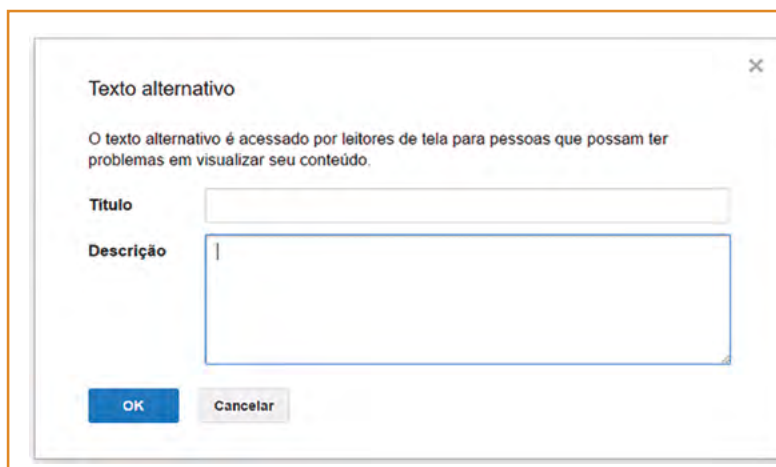 ×
Texto alternativo
O texto alternativo é acessado por leitores de tela para pessoas que possam ter
problemas em visualizar seu conteúdo.
Título
Descrição
OK Cancelar